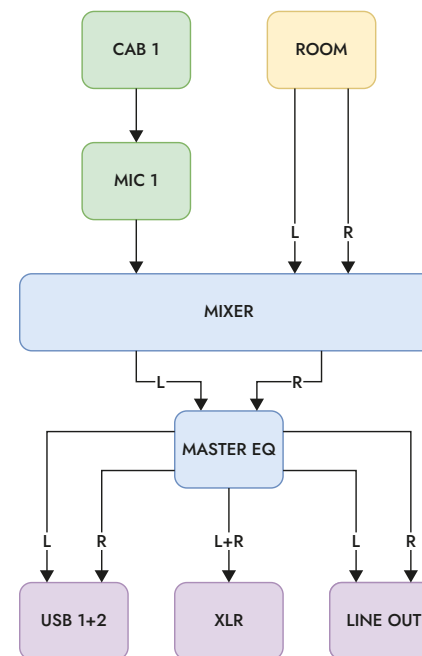 CAB 1
ROOM
MIC 1
L
R
MIXER
L
R
MASTER EQ
L
R
L+R
L
R
USB 1+2
XLR
LINE OUT